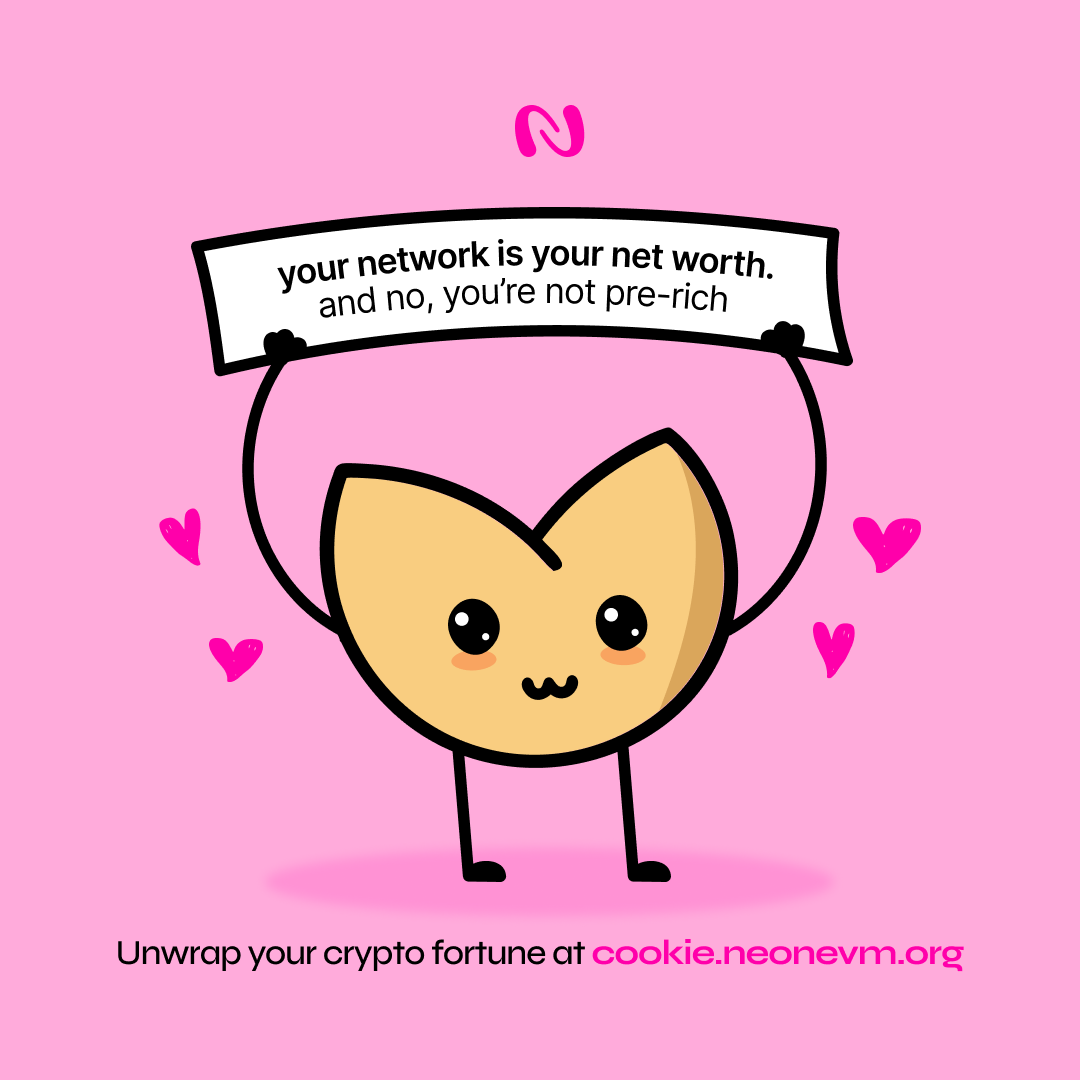 your network is your net worth.
and no, you’re not pre-rich
Unwrap your crypto fortune at cookie.neonevm.org